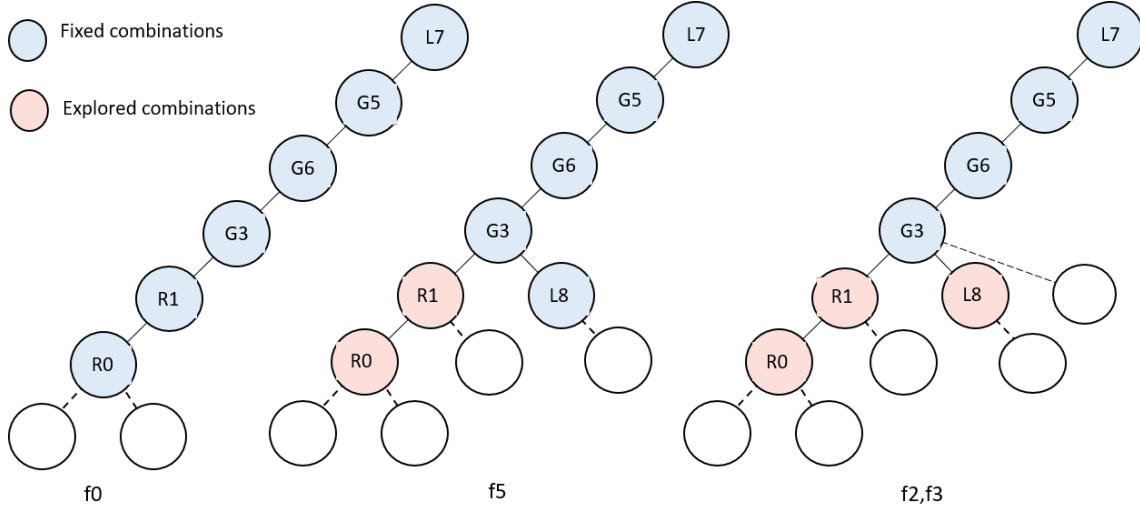 Fixed combinations
Explored combinations
L7
G5
G6
G3
R1
R0
f0
L7
G5
G6
G3
R1
L8
R0
f5
L7
G5
G6
G3
R1
L8
R0
f2,f3